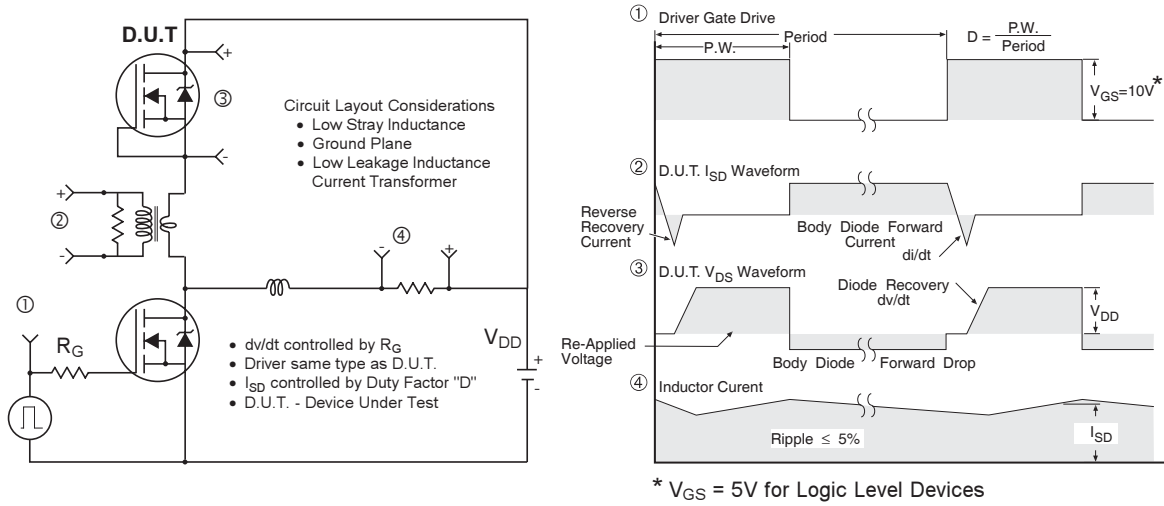 D.U.T
+
③
-
Circuit Layout Considerations
• Low Stray Inductance
• Ground Plane
• Low Leakage Inductance
Current Transformer
+
②
-
④
-
+
①
R_G
V_DD
+
-
• dv/dt controlled by R_G
• Driver same type as D.U.T.
• I_SD controlled by Duty Factor "D"
• D.U.T. - Device Under Test
① Driver Gate Drive
Period
P.W.
D = P.W. / Period
V_GS=10V *
② D.U.T. I_SD Waveform
Reverse
Recovery
Current
Body Diode Forward
Current
di/dt
③ D.U.T. V_DS Waveform
Diode Recovery
dv/dt
V_DD
Re-Applied
Voltage
Body Diode Forward Drop
④ Inductor Curent
Ripple ≤ 5%
I_SD
* V_GS = 5V for Logic Level Devices